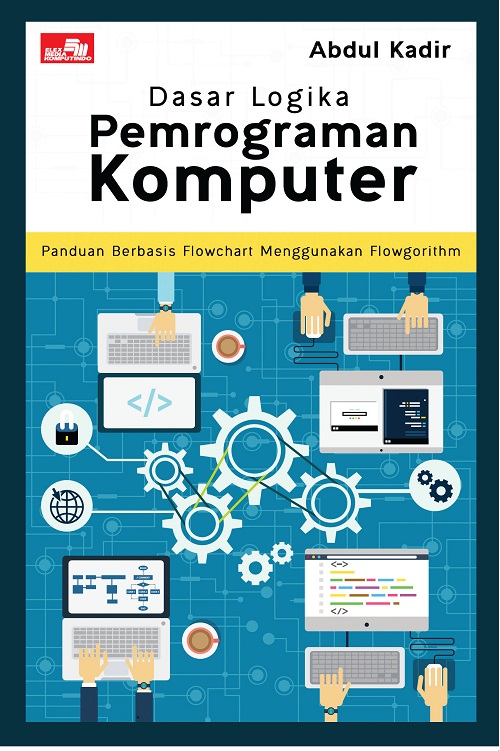 ELEX
MEDIA
KOMPUTINDO
Abdul Kadir
Dasar Logika
Pemrograman
Komputer
Panduan Berbasis Flowchart Menggunakan Flowgorithm
</>
<-->
</>